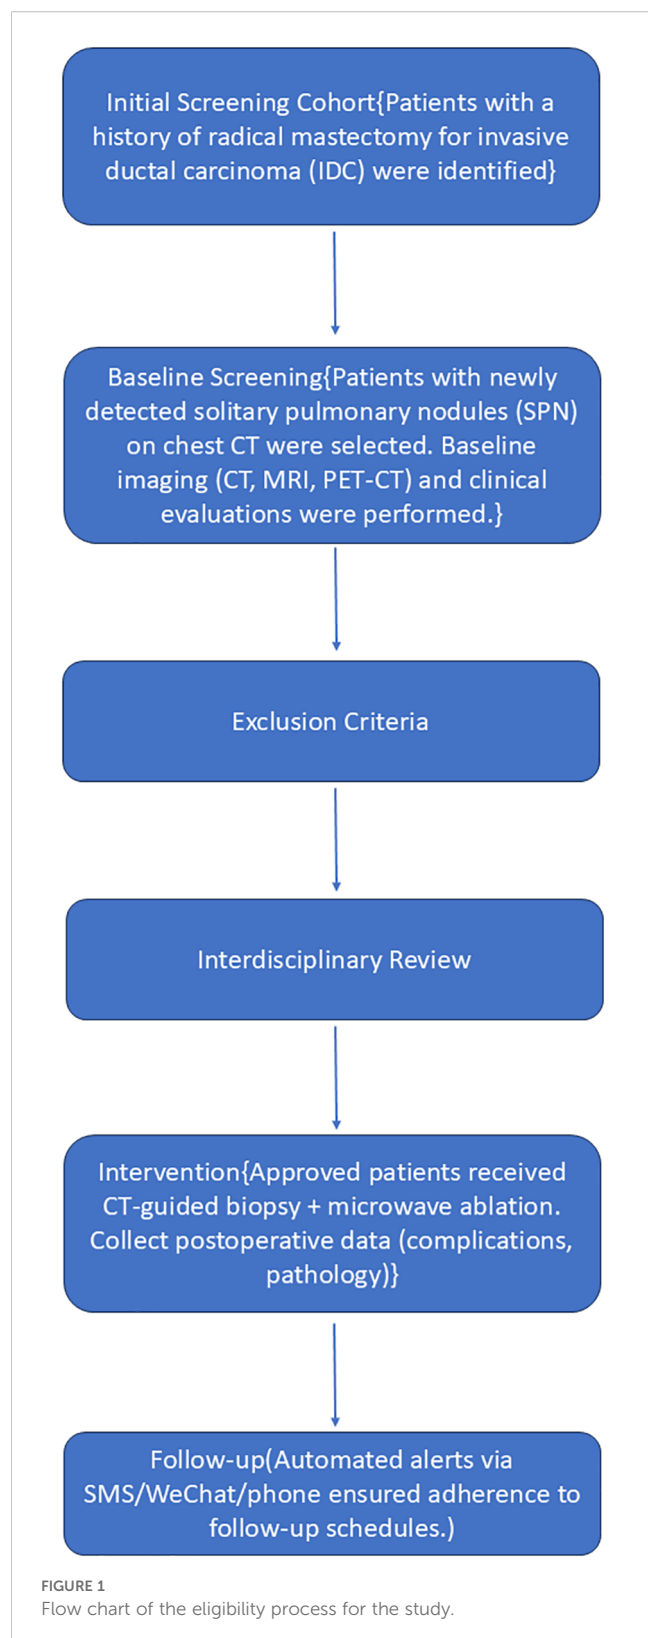 Initial Screening Cohort{Patients with a
history of radical mastectomy for invasive
ductal carcinoma (IDC) were identified}
Baseline Screening{Patients with newly
detected solitary pulmonary nodules (SPN)
on chest CT were selected. Baseline
imaging (CT, MRI, PET-CT) and clinical
evaluations were performed.}
Exclusion Criteria
Interdisciplinary Review
Intervention{Approved patients received
CT-guided biopsy + microwave ablation.
Collect postoperative data (complications,
pathology)}
Follow-up(Automated alerts via
SMS/WeChat/phone ensured adherence to
follow-up schedules.)
FIGURE 1
Flow chart of the eligibility process for the study.